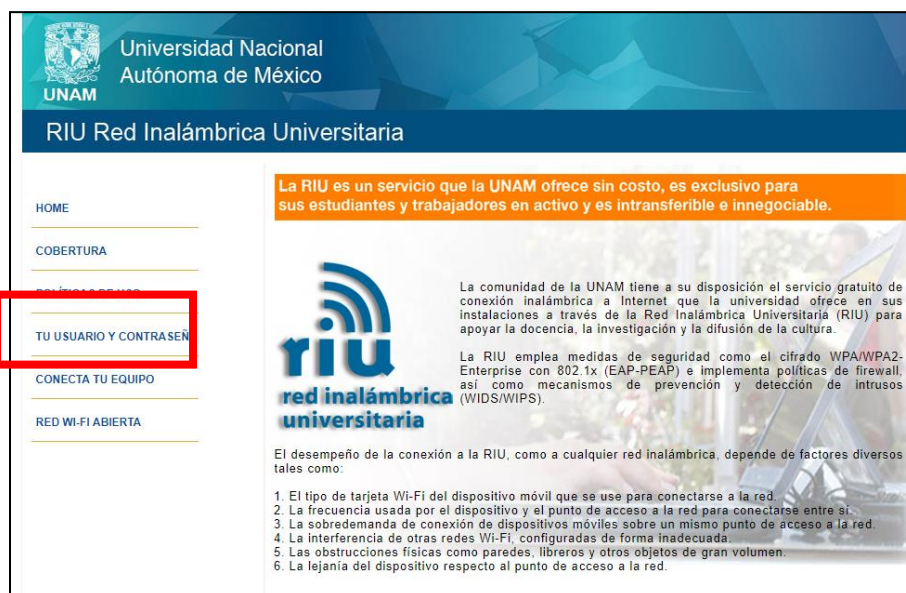 Universidad Nacional
Autónoma de México
UNAM
RIU Red Inalámbrica Universitaria
HOME
COBERTURA
TU USUARIO Y CONTRASEÑ
CONECTA TU EQUIPO
RED WI-FI ABIERTA
La RIU es un servicio que la UNAM ofrece sin costo, es exclusivo para
sus estudiantes y trabajadores en activo y es intransferible e innegociable.
riu
red inalámbrica
universitaria
La comunidad de la UNAM tiene a su disposición el servicio gratuito de
conexión inalámbrica a Internet que la universidad ofrece en sus
instalaciones a través de la Red Inalámbrica Universitaria (RIU) para
apoyar la docencia, la investigación y la difusión de la cultura.
La RIU emplea medidas de seguridad como el cifrado WPA/WPA2-
Enterprise con 802.1x (EAP-PEAP) e implementa políticas de firewall,
así como mecanismos de prevención y detección de intrusos
(WIDS/WIPS).
El desempeño de la conexión a la RIU, como a cualquier red inalámbrica, depende de factores diversos
tales como:
1. El tipo de tarjeta Wi-Fi del dispositivo móvil que se use para conectarse a la red.
2. La frecuencia usada por el dispositivo y el punto de acceso a la red para conectarse entre sí.
3. La sobredemanda de conexión de dispositivos móviles sobre un mismo punto de acceso a la red.
4. La interferencia de otras redes Wi-Fi, configuradas de forma inadecuada.
5. Las obstrucciones físicas como paredes, libreros y otros objetos de gran volumen.
6. La lejanía del dispositivo respecto al punto de acceso a la red.